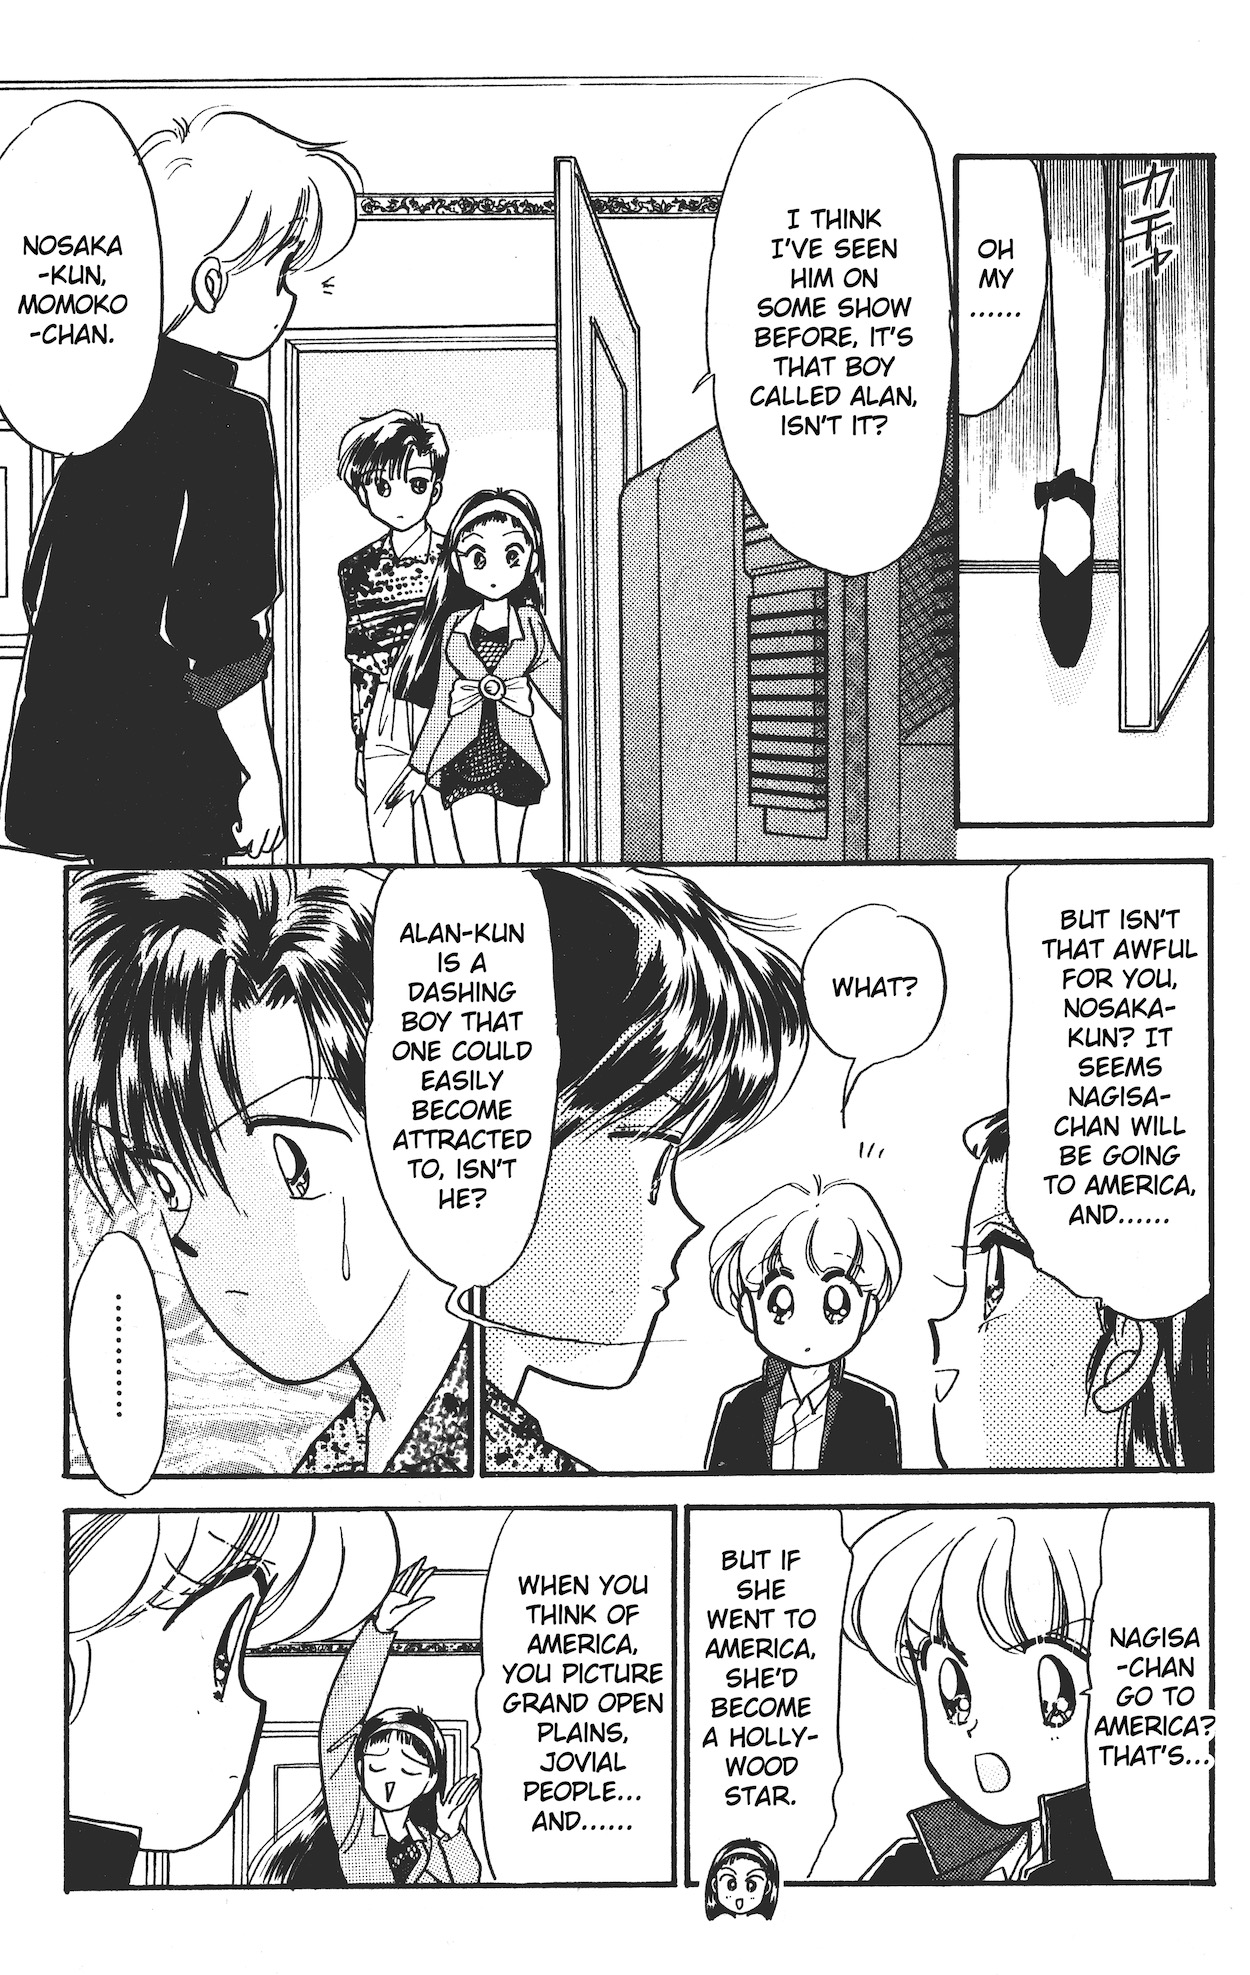 カチャ
OH
MY
......
I THINK
I'VE SEEN
HIM ON
SOME SHOW
BEFORE, IT'S
THAT BOY
CALLED ALAN,
ISN'T IT?
NOSAKA
-KUN,
MOMOKO
-CHAN.
BUT ISN'T
THAT AWFUL
FOR YOU,
NOSAKA-
KUN? IT
SEEMS
NAGISA-
CHAN WILL
BE GOING
TO AMERICA,
AND......
WHAT?
ALAN-KUN
IS A
DASHING
BOY THAT
ONE COULD
EASILY
BECOME
ATTRACTED
TO, ISN'T
HE?
..........
NAGISA
-CHAN
GO TO
AMERICA?
THAT'S...
BUT IF
SHE
WENT TO
AMERICA,
SHE'D
BECOME
A HOLLY-
WOOD
STAR.
WHEN YOU
THINK OF
AMERICA,
YOU PICTURE
GRAND OPEN
PLAINS,
JOVIAL
PEOPLE...
AND......